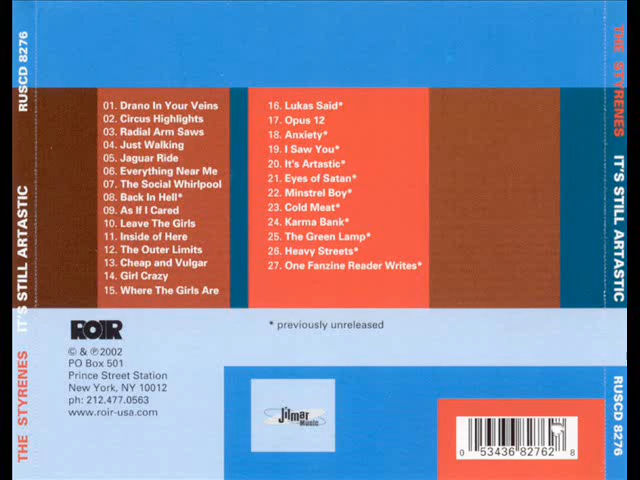 THE STYRENES IT'S STILL ARTASTIC RUSCD 8276
01. Drano In Your Veins
02. Circus Highlights
03. Radial Arm Saws
04. Just Walking
05. Jaguar Ride
06. Everything Near Me
07. The Social Whirlpool
08. Back In Hell*
09. As If I Cared
10. Leave The Girls
11. Inside of Here
12. The Outer Limits
13. Cheap and Vulgar
14. Girl Crazy
15. Where The Girls Are
16. Lukas Said*
17. Opus 12
18. Anxiety*
19. I Saw You*
20. It's Artastic*
21. Eyes of Satan*
22. Minstrel Boy*
23. Cold Meat*
24. Karma Bank*
25. The Green Lamp*
26. Heavy Streets*
27. One Fanzine Reader Writes*
* previously unreleased
ROIR
© & ℗2002
PO Box 501
Prince Street Station
New York, NY 10012
ph: 212.477.0563
www.roir-usa.com
Jilmar
Music
0 53436 82762 8
THE STYRENES IT'S STILL ARTASTIC RUSCD 8276